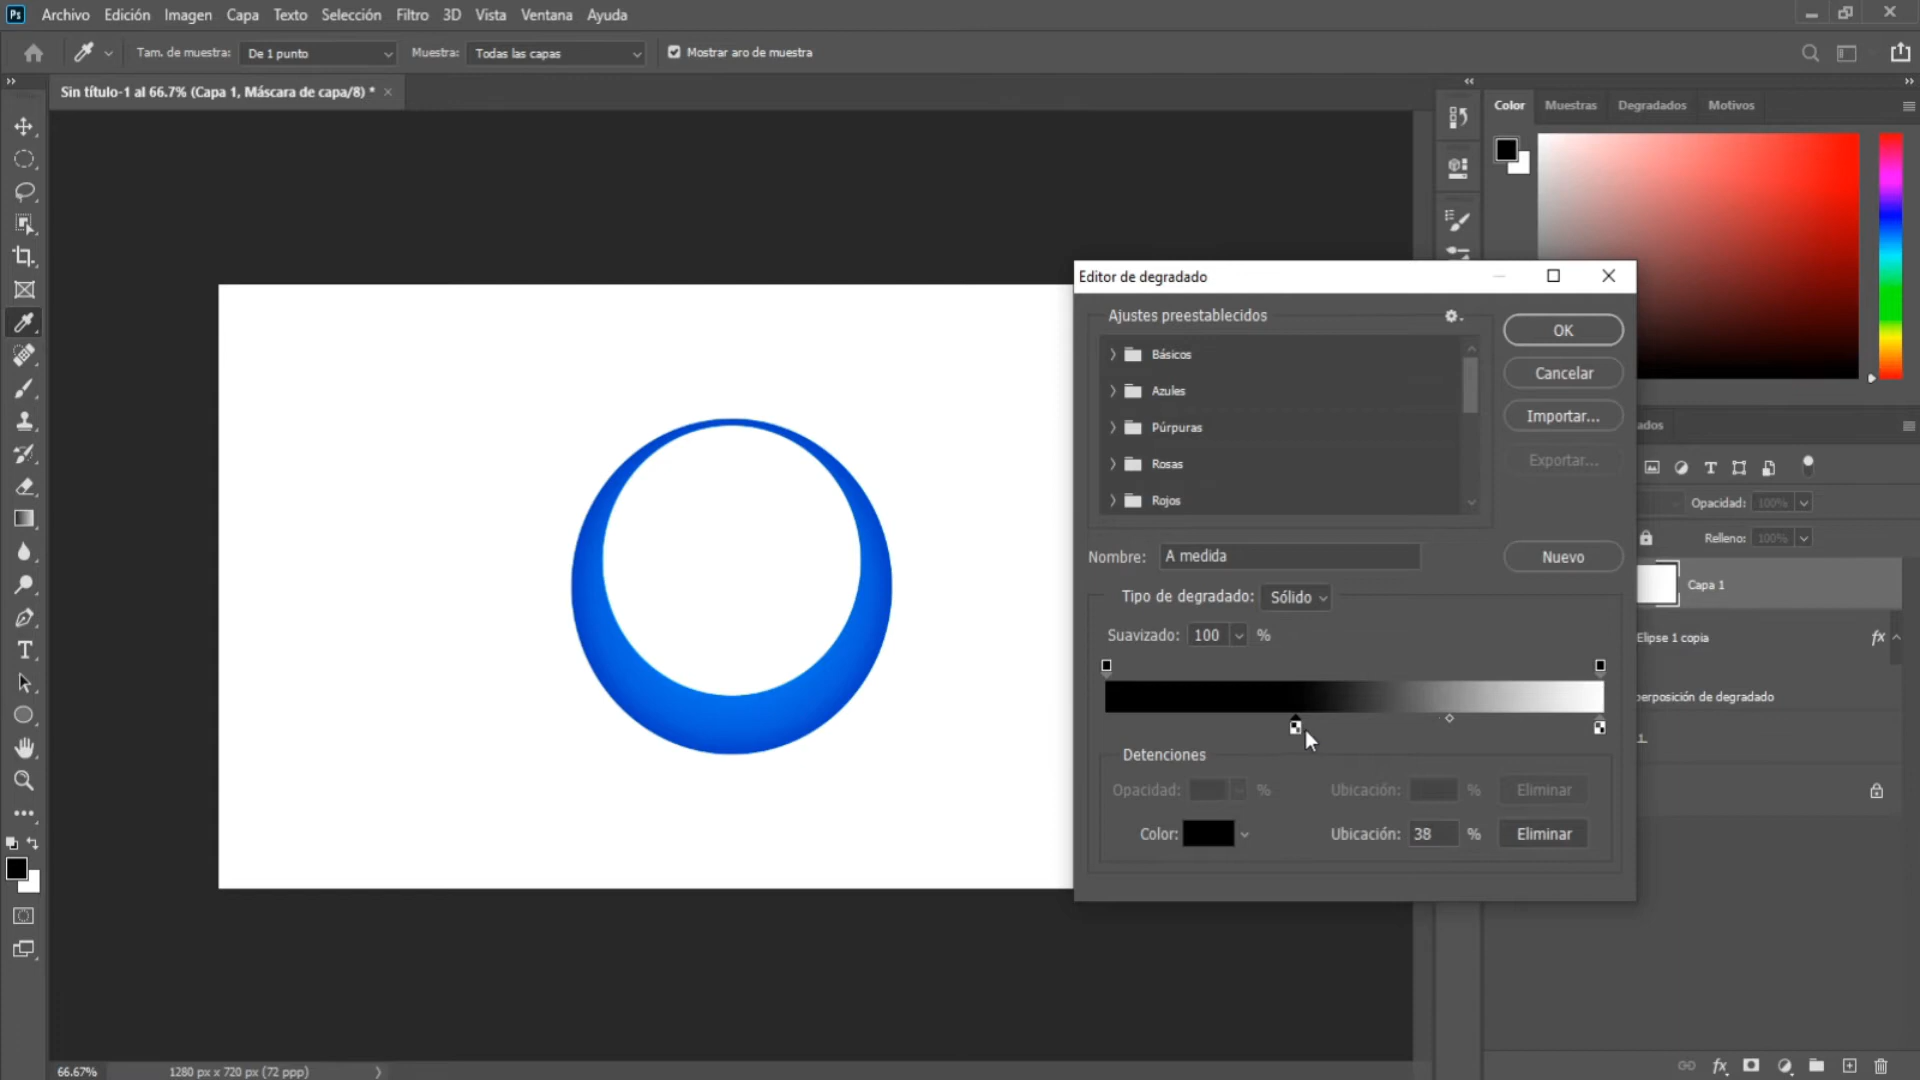 Ps Archivo Edición Imagen Capa Texto Selección Filtro 3D Vista Ventana Ayuda
Tam. de muestra: De 1 punto Muestra: Todas las capas Mostrar aro de muestra
Sin título-1 al 66.7% (Capa 1, Máscara de capa/8) *
Color Muestras Degradados Motivos
Editor de degradado
Ajustes preestablecidos
Básicos
Azules
Púrpuras
Rosas
Rojos
OK
Cancelar
Importar...
Exportar...
Nombre: A medida
Nuevo
Tipo de degradado: Sólido
Suavizado: 100 %
Detenciones
Opacidad: % Ubicación: % Eliminar
Color: Ubicación: 38 % Eliminar
ados
Opacidad: 100%
Relleno: 100%
Capa 1
Elipse 1 copia fx
perposición de degradado
1
66.67% 1280 px x 720 px (72 ppp)
fx